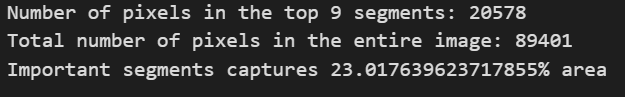 Number of pixels in the top 9 segments: 20578
Total number of pixels in the entire image: 89401
Important segments captures 23.017639623717855% area